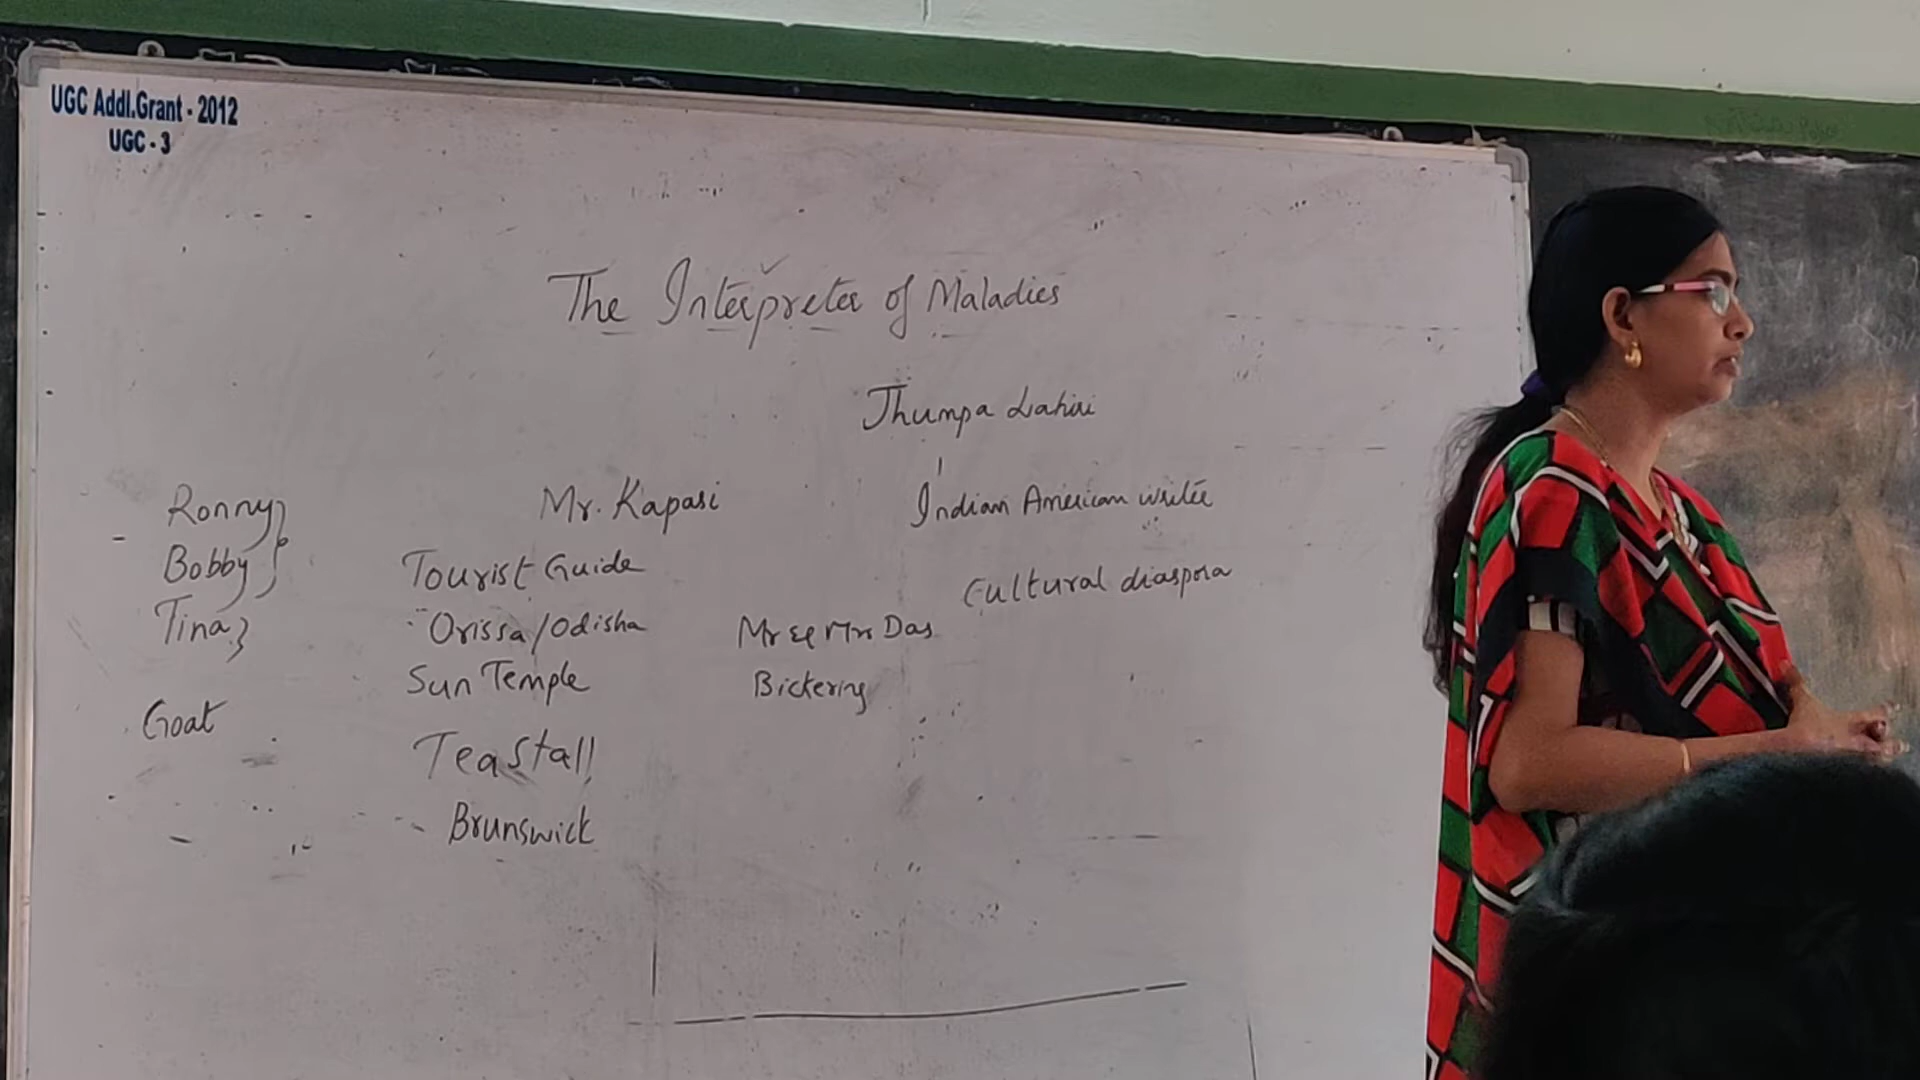 UGC Addl.Grant - 2012
UGC - 3
The Interpreter of Maladies
Jhumpa Lahiri
Indian American writer
Cultural diaspora
Mr. Kapasi
Tourist Guide
Orissa/Odisha
Sun Temple
Tea Stall
Brunswick
Mr & Mrs Das
Bickering
Ronny
Bobby
Tina
Goat